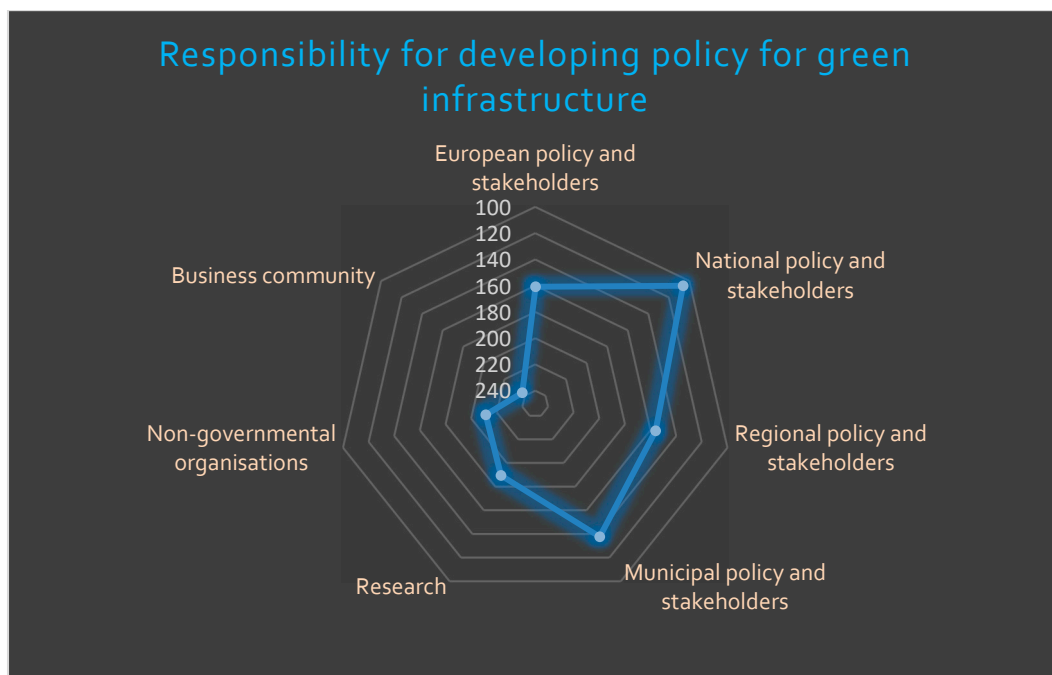 Responsibility for developing policy for green
infrastructure
European policy and
stakeholders
100
120
140
160
180
200
220
240
National policy and
stakeholders
Regional policy and
stakeholders
Municipal policy and
stakeholders
Research
Non-governmental
organisations
Business community